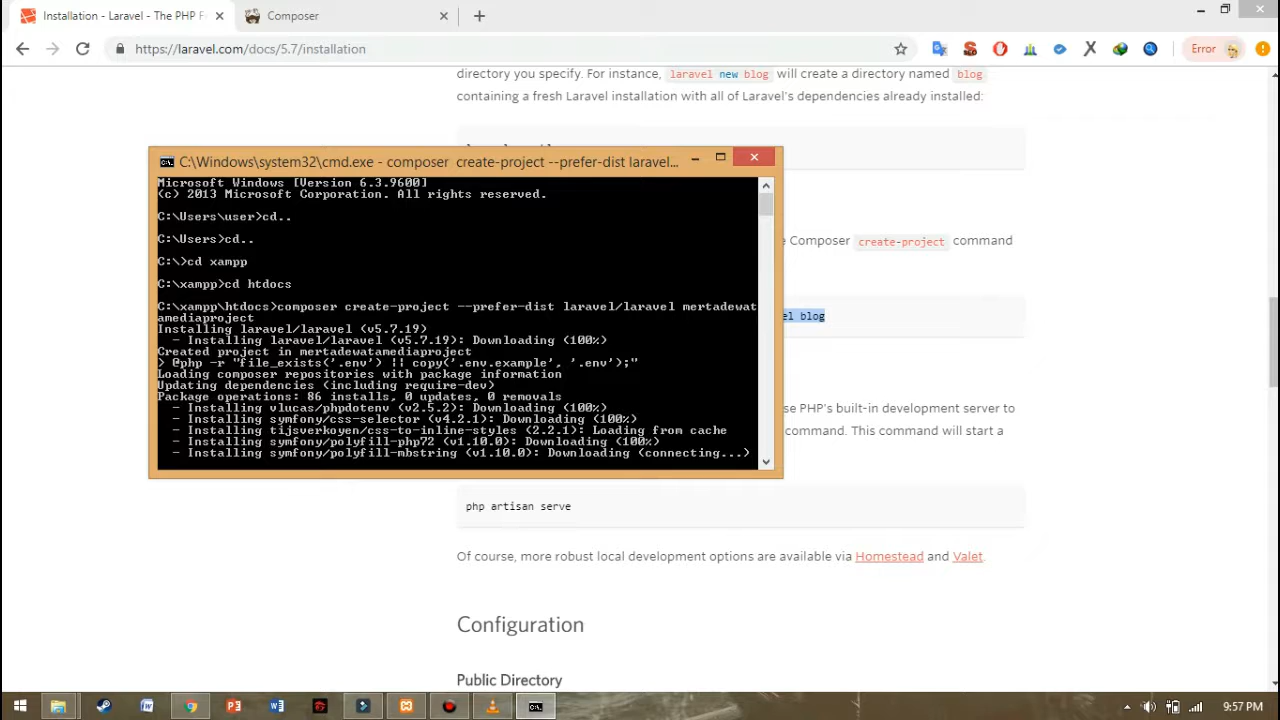 Installation - Laravel - The PHP F
Composer
https://laravel.com/docs/5.7/installation
Error
directory you specify. For instance, laravel new blog will create a directory named blog
containing a fresh Laravel installation with all of Laravel's dependencies already installed:
C:\Windows\system32\cmd.exe - composer create-project --prefer-dist laravel...
Microsoft Windows [Version 6.3.9600]
(c) 2013 Microsoft Corporation. All rights reserved.
C:\Users\user>cd..
C:\Users>cd..
C:\>cd xampp
C:\xampp>cd htdocs
C:\xampp\htdocs>composer create-project --prefer-dist laravel/laravel mertadewat
amediaproject
Installing laravel/laravel (v5.7.19)
- Installing laravel/laravel (v5.7.19): Downloading (100%)
Created project in mertadewatamediaproject
> @php -r "file_exists('.env') || copy('.env.example', '.env');"
Loading composer repositories with package information
Updating dependencies (including require-dev)
Package operations: 86 installs, 0 updates, 0 removals
- Installing vlucas/phpdotenv (v2.5.2): Downloading (100%)
- Installing symfony/css-selector (v4.2.1): Downloading (100%)
- Installing tijsverkoyen/css-to-inline-styles (2.2.1): Loading from cache
- Installing symfony/polyfill-php72 (v1.10.0): Downloading (100%)
- Installing symfony/polyfill-mbstring (v1.10.0): Downloading (connecting...)
e Composer create-project command
el blog
se PHP's built-in development server to
command. This command will start a
php artisan serve
Of course, more robust local development options are available via Homestead and Valet.
Configuration
Public Directory
9:57 PM